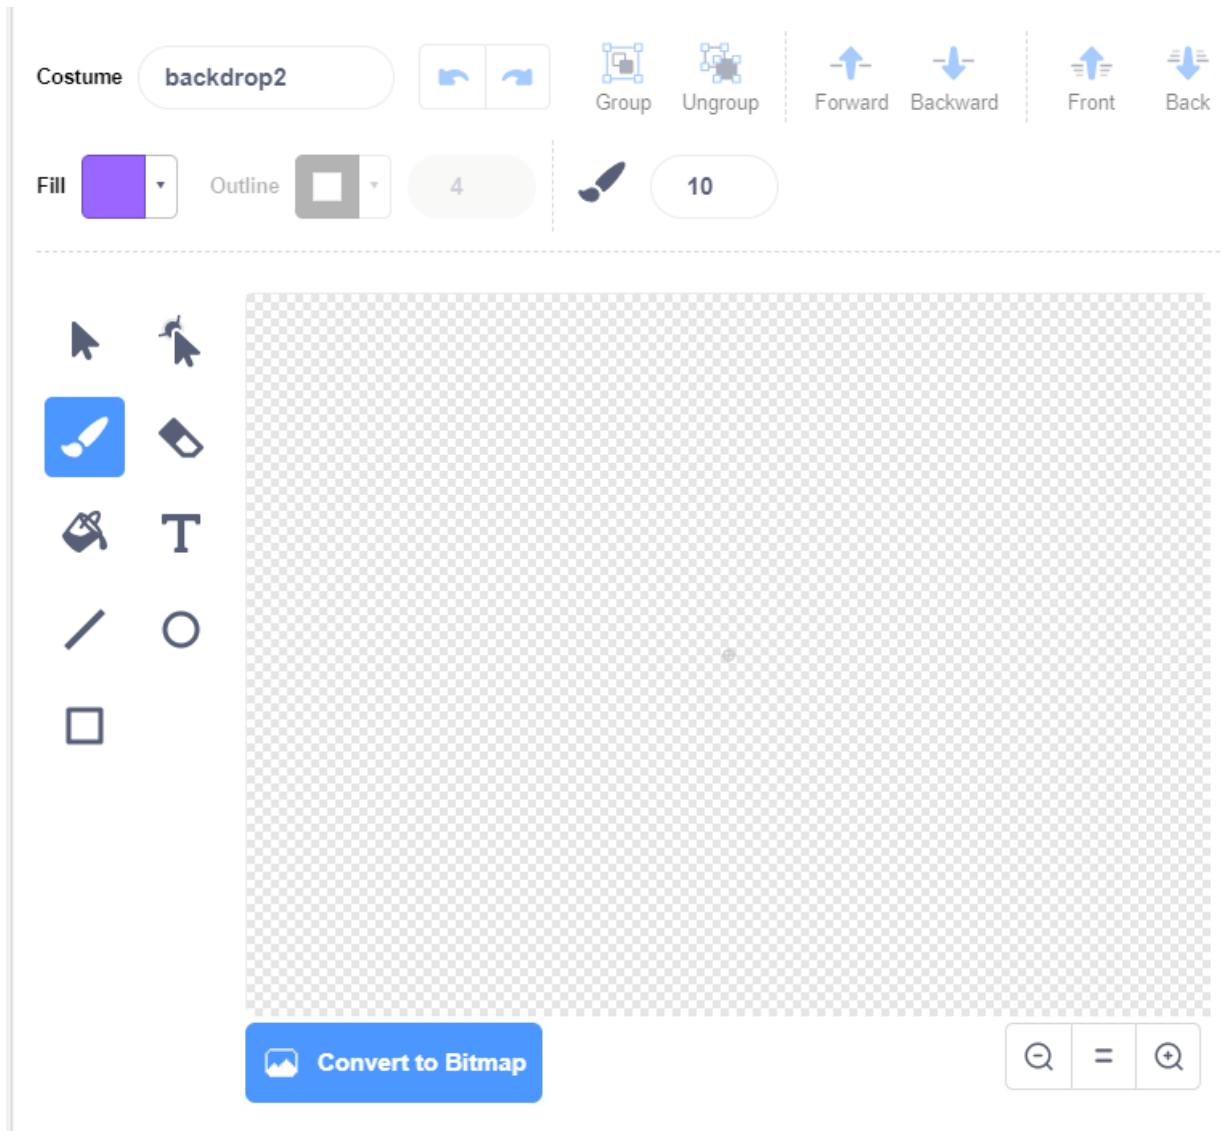 Costume backdrop2
Group Ungroup Forward Backward Front Back
Fill Outline 4 10
T
Convert to Bitmap
=